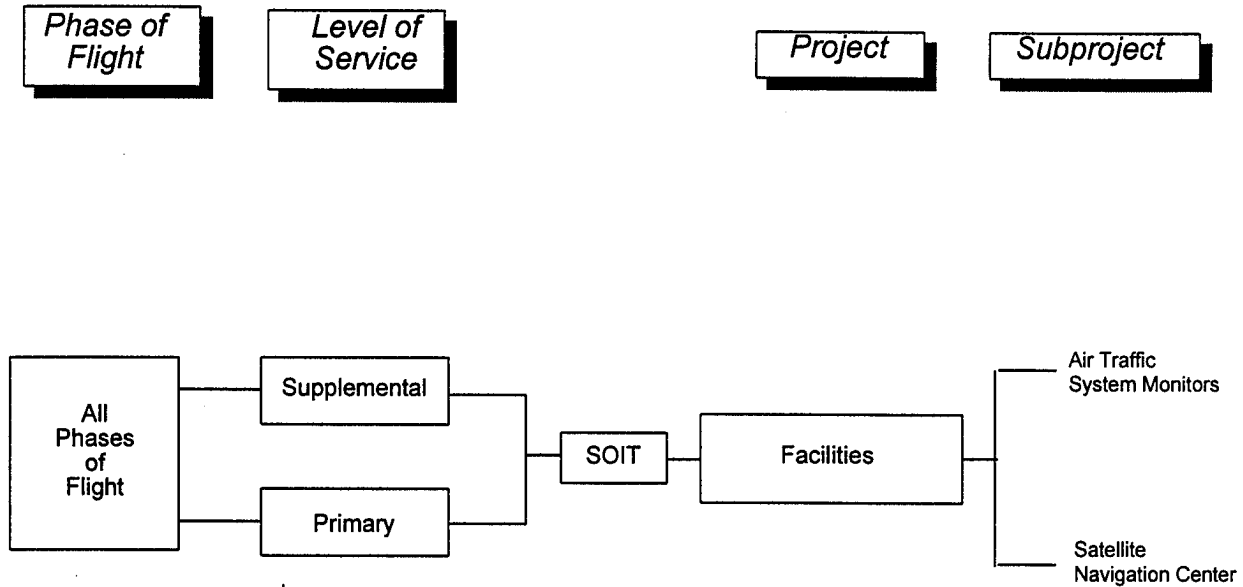 Phase of
Flight
Level of
Service
Project
Subproject
All
Phases
of
Flight
Supplemental
Primary
SOIT
Facilities
Air Traffic
System Monitors
Satellite
Navigation Center